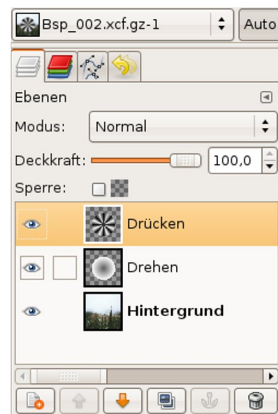 Bsp_002.xcf.gz-1
Auto
Ebenen
Modus: Normal
Deckkraft: 100,0
Sperre:
Drücken
Drehen
Hintergrund